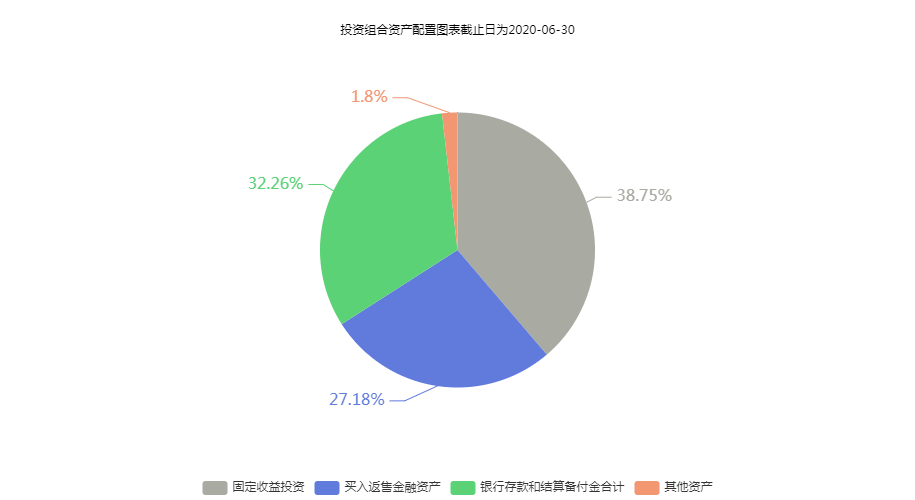 投资组合资产配置图表截止日为2020-06-30
1.8%
32.26%
38.75%
27.18%
固定收益投资 买入返售金融资产 银行存款和结算备付金合计 其他资产